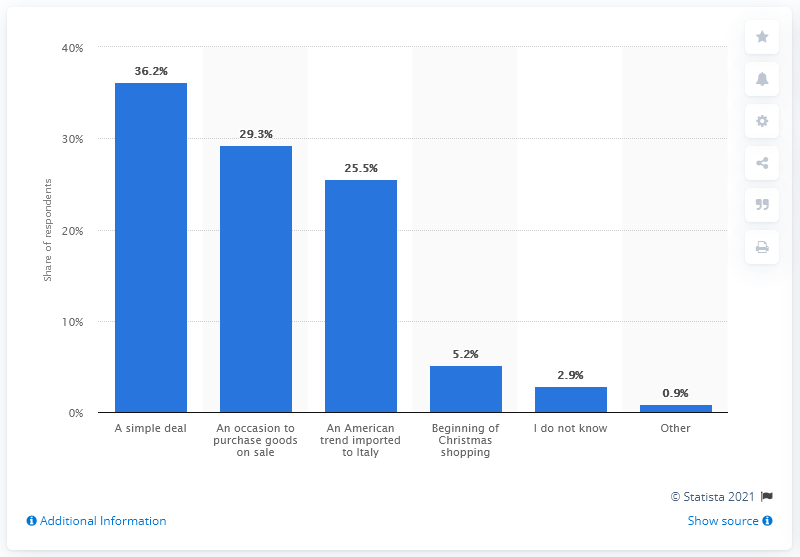 40%
30%
20%
10%
0%
Share of respondents
36.2%
29.3%
25.5%
5.2%
2.9%
0.9%
A simple deal
An occasion to
purchase goods
on sale
An American
trend imported
to Italy
Beginning of
Christmas
shopping
I do not know
Other
© Statista 2021
Additional Information
Show source